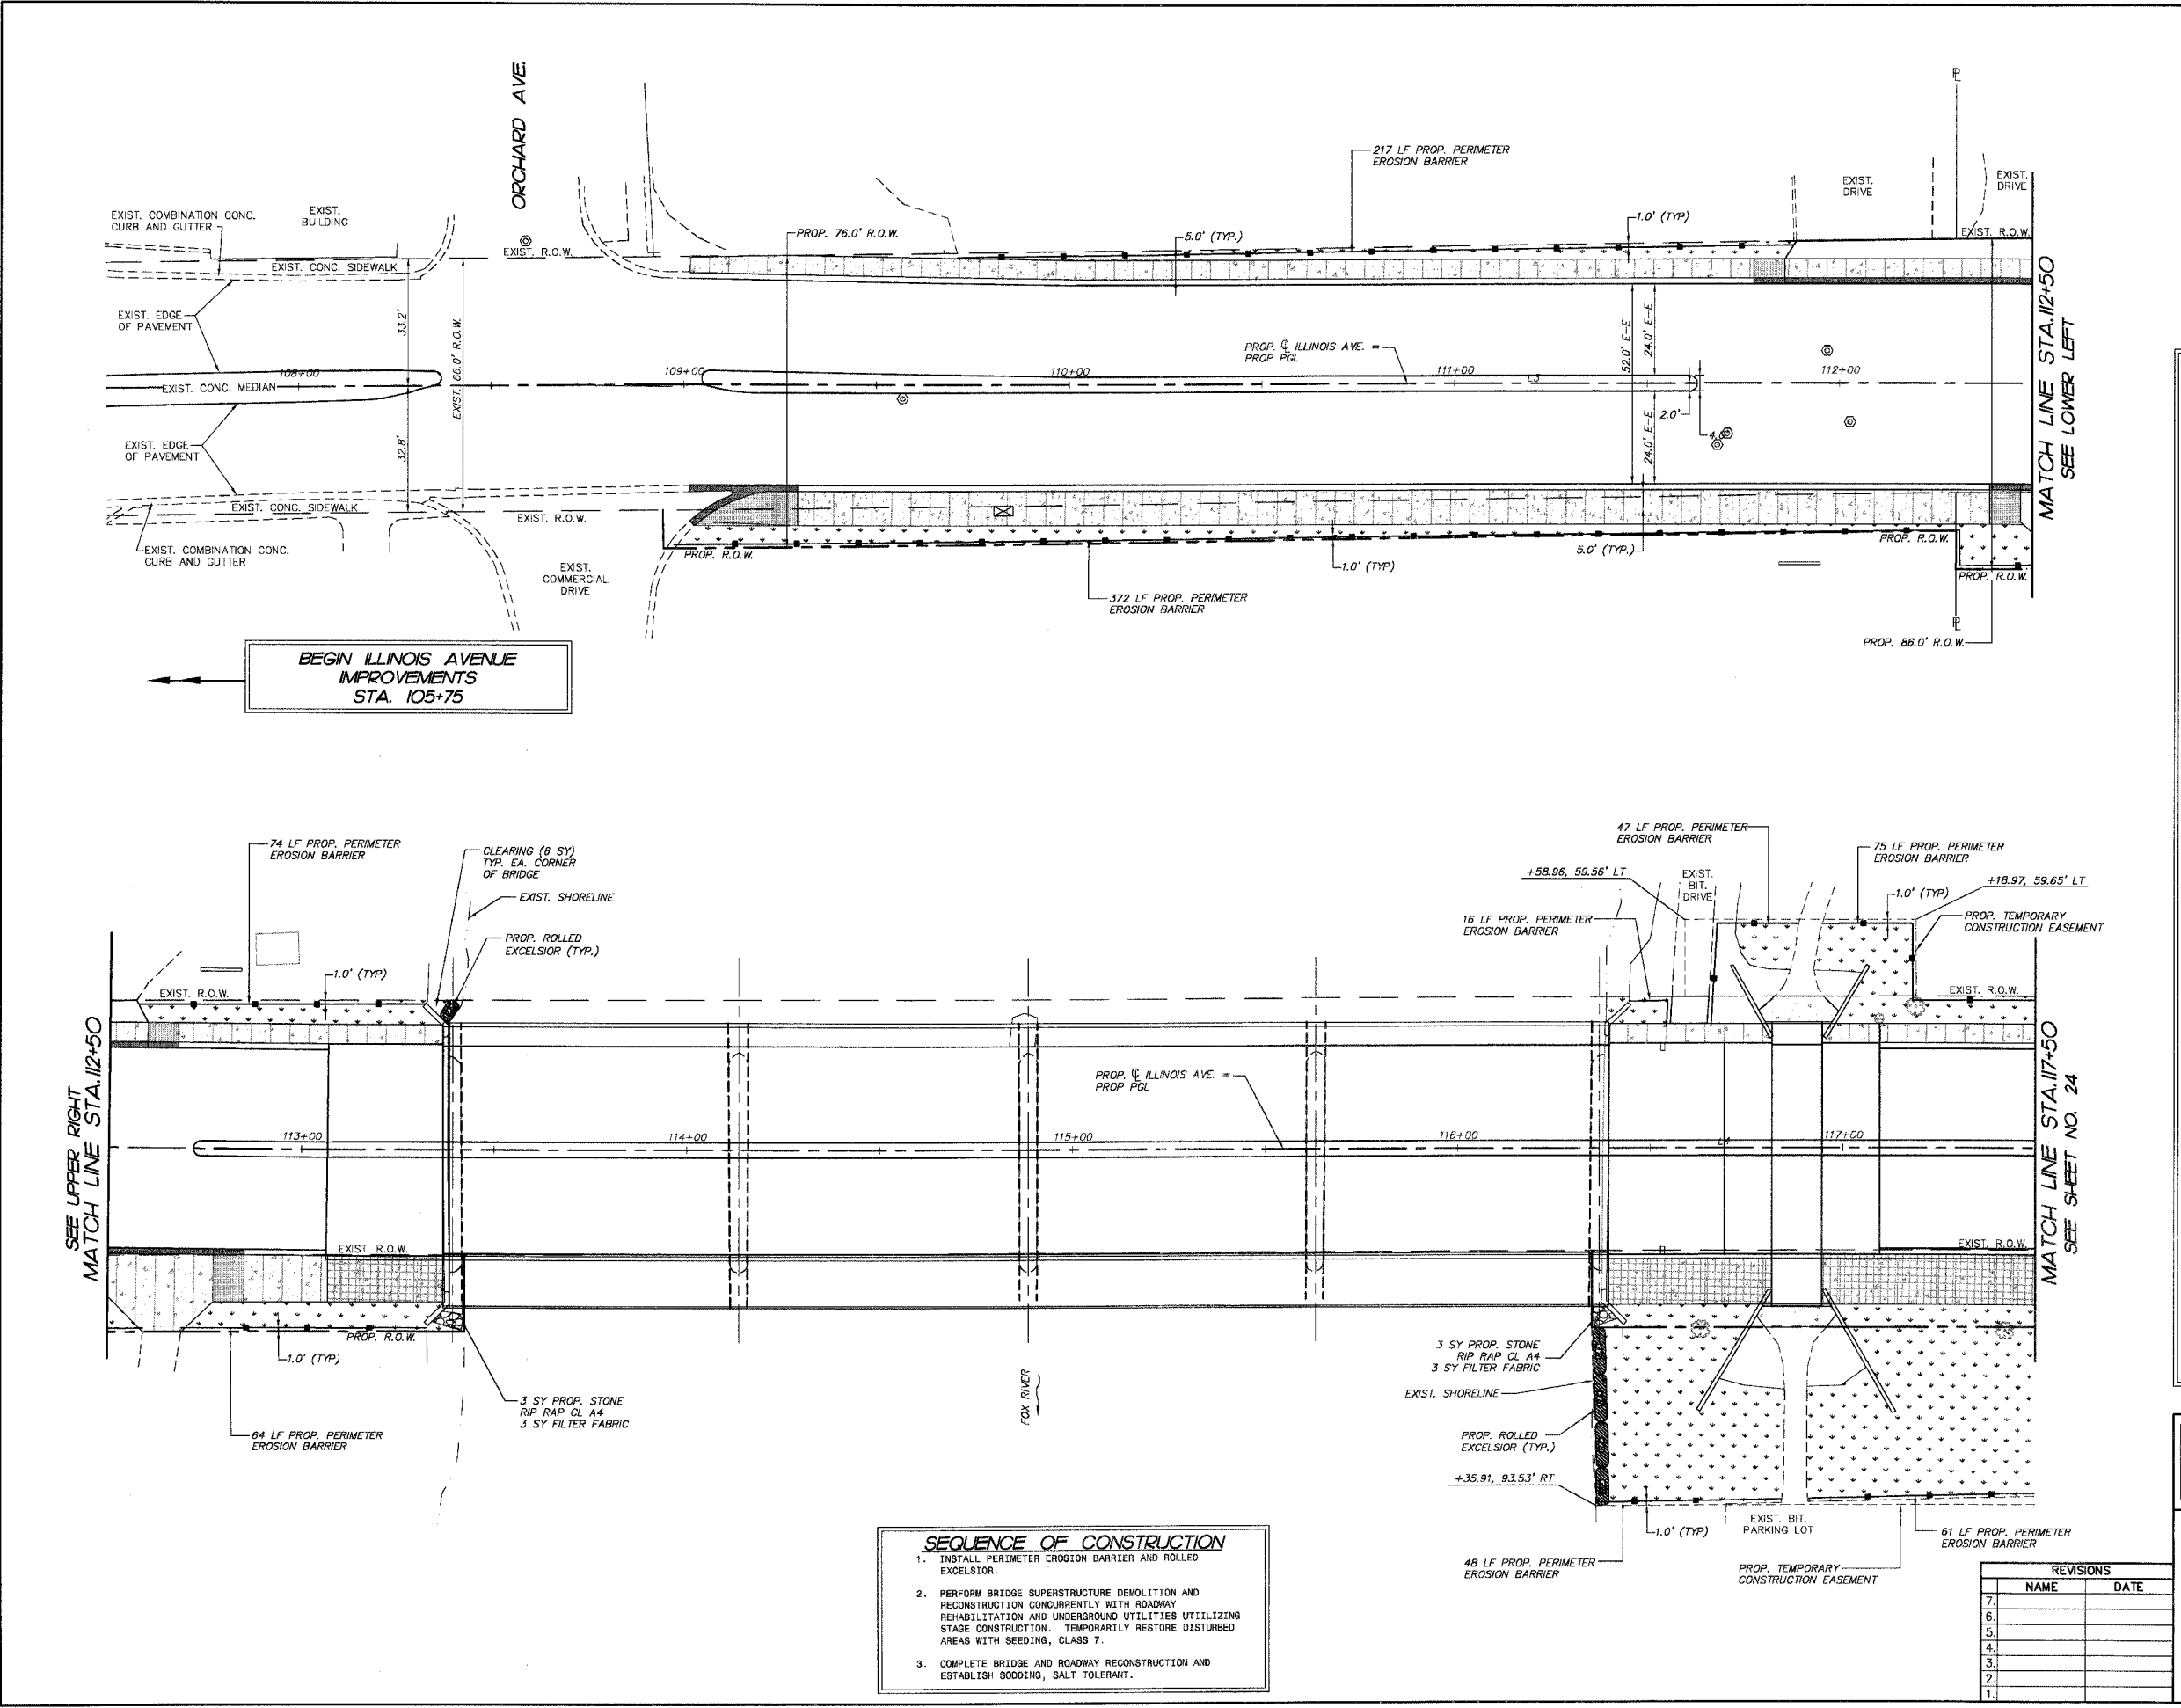 ORCHARD AVE.
217 LF PROP. PERIMETER
EROSION BARRIER
EXIST. COMBINATION CONC.
CURB AND GUTTER
EXIST.
BUILDING
EXIST. CONC. SIDEWALK
EXIST. R.O.W.
PROP. 76.0' R.O.W.
5.0' (TYP.)
1.0' (TYP)
EXIST.
DRIVE
EXIST.
DRIVE
EXIST. R.O.W.
EXIST. EDGE
OF PAVEMENT
33.2'
EXIST. 66.0' R.O.W.
108+00
EXIST. CONC. MEDIAN
109+00
110+00
PROP. ℄ ILLINOIS AVE. =
PROP PGL
111+00
L3
52.0' E-E
24.0' E-E
112+00
2.0'
24.0' E-E
MATCH LINE STA. 112+50
SEE LOWER LEFT
EXIST. EDGE
OF PAVEMENT
32.8'
EXIST. CONC. SIDEWALK
EXIST. R.O.W.
EXIST. COMBINATION CONC.
CURB AND GUTTER
EXIST.
COMMERCIAL
DRIVE
PROP. R.O.W.
372 LF PROP. PERIMETER
EROSION BARRIER
1.0' (TYP)
5.0' (TYP.)
PROP. R.O.W.
PROP. R.O.W.
PROP. 86.0' R.O.W.
BEGIN ILLINOIS AVENUE
IMPROVEMENTS
STA. 105+75
74 LF PROP. PERIMETER
EROSION BARRIER
CLEARING (6 SY)
TYP. EA. CORNER
OF BRIDGE
EXIST. SHORELINE
PROP. ROLLED
EXCELSIOR (TYP.)
1.0' (TYP)
EXIST. R.O.W.
47 LF PROP. PERIMETER
EROSION BARRIER
75 LF PROP. PERIMETER
EROSION BARRIER
+58.96, 59.56' LT
EXIST.
BIT.
DRIVE
+18.97, 59.65' LT
1.0' (TYP)
16 LF PROP. PERIMETER
EROSION BARRIER
PROP. TEMPORARY
CONSTRUCTION EASEMENT
EXIST. R.O.W.
SEE UPPER RIGHT
MATCH LINE STA. 112+50
113+00
114+00
115+00
PROP. ℄ ILLINOIS AVE. =
PROP PGL
116+00
L4
117+00
MATCH LINE STA. 117+50
SEE SHEET NO. 24
EXIST. R.O.W.
EXIST. R.O.W.
PROP. R.O.W.
1.0' (TYP)
64 LF PROP. PERIMETER
EROSION BARRIER
3 SY PROP. STONE
RIP RAP CL A4
3 SY FILTER FABRIC
FOX RIVER
3 SY PROP. STONE
RIP RAP CL A4
3 SY FILTER FABRIC
EXIST. SHORELINE
PROP. ROLLED
EXCELSIOR (TYP.)
+35.91, 93.53' RT
1.0' (TYP)
EXIST. BIT.
PARKING LOT
48 LF PROP. PERIMETER
EROSION BARRIER
PROP. TEMPORARY
CONSTRUCTION EASEMENT
61 LF PROP. PERIMETER
EROSION BARRIER
SEQUENCE OF CONSTRUCTION
1. INSTALL PERIMETER EROSION BARRIER AND ROLLED
EXCELSIOR.
2. PERFORM BRIDGE SUPERSTRUCTURE DEMOLITION AND
RECONSTRUCTION CONCURRENTLY WITH ROADWAY
REHABILITATION AND UNDERGROUND UTILITIES UTIILIZING
STAGE CONSTRUCTION. TEMPORARILY RESTORE DISTURBED
AREAS WITH SEEDING, CLASS 7.
3. COMPLETE BRIDGE AND ROADWAY RECONSTRUCTION AND
ESTABLISH SODDING, SALT TOLERANT.
REVISIONS
NAME DATE
7.
6.
5.
4.
3.
2.
1.